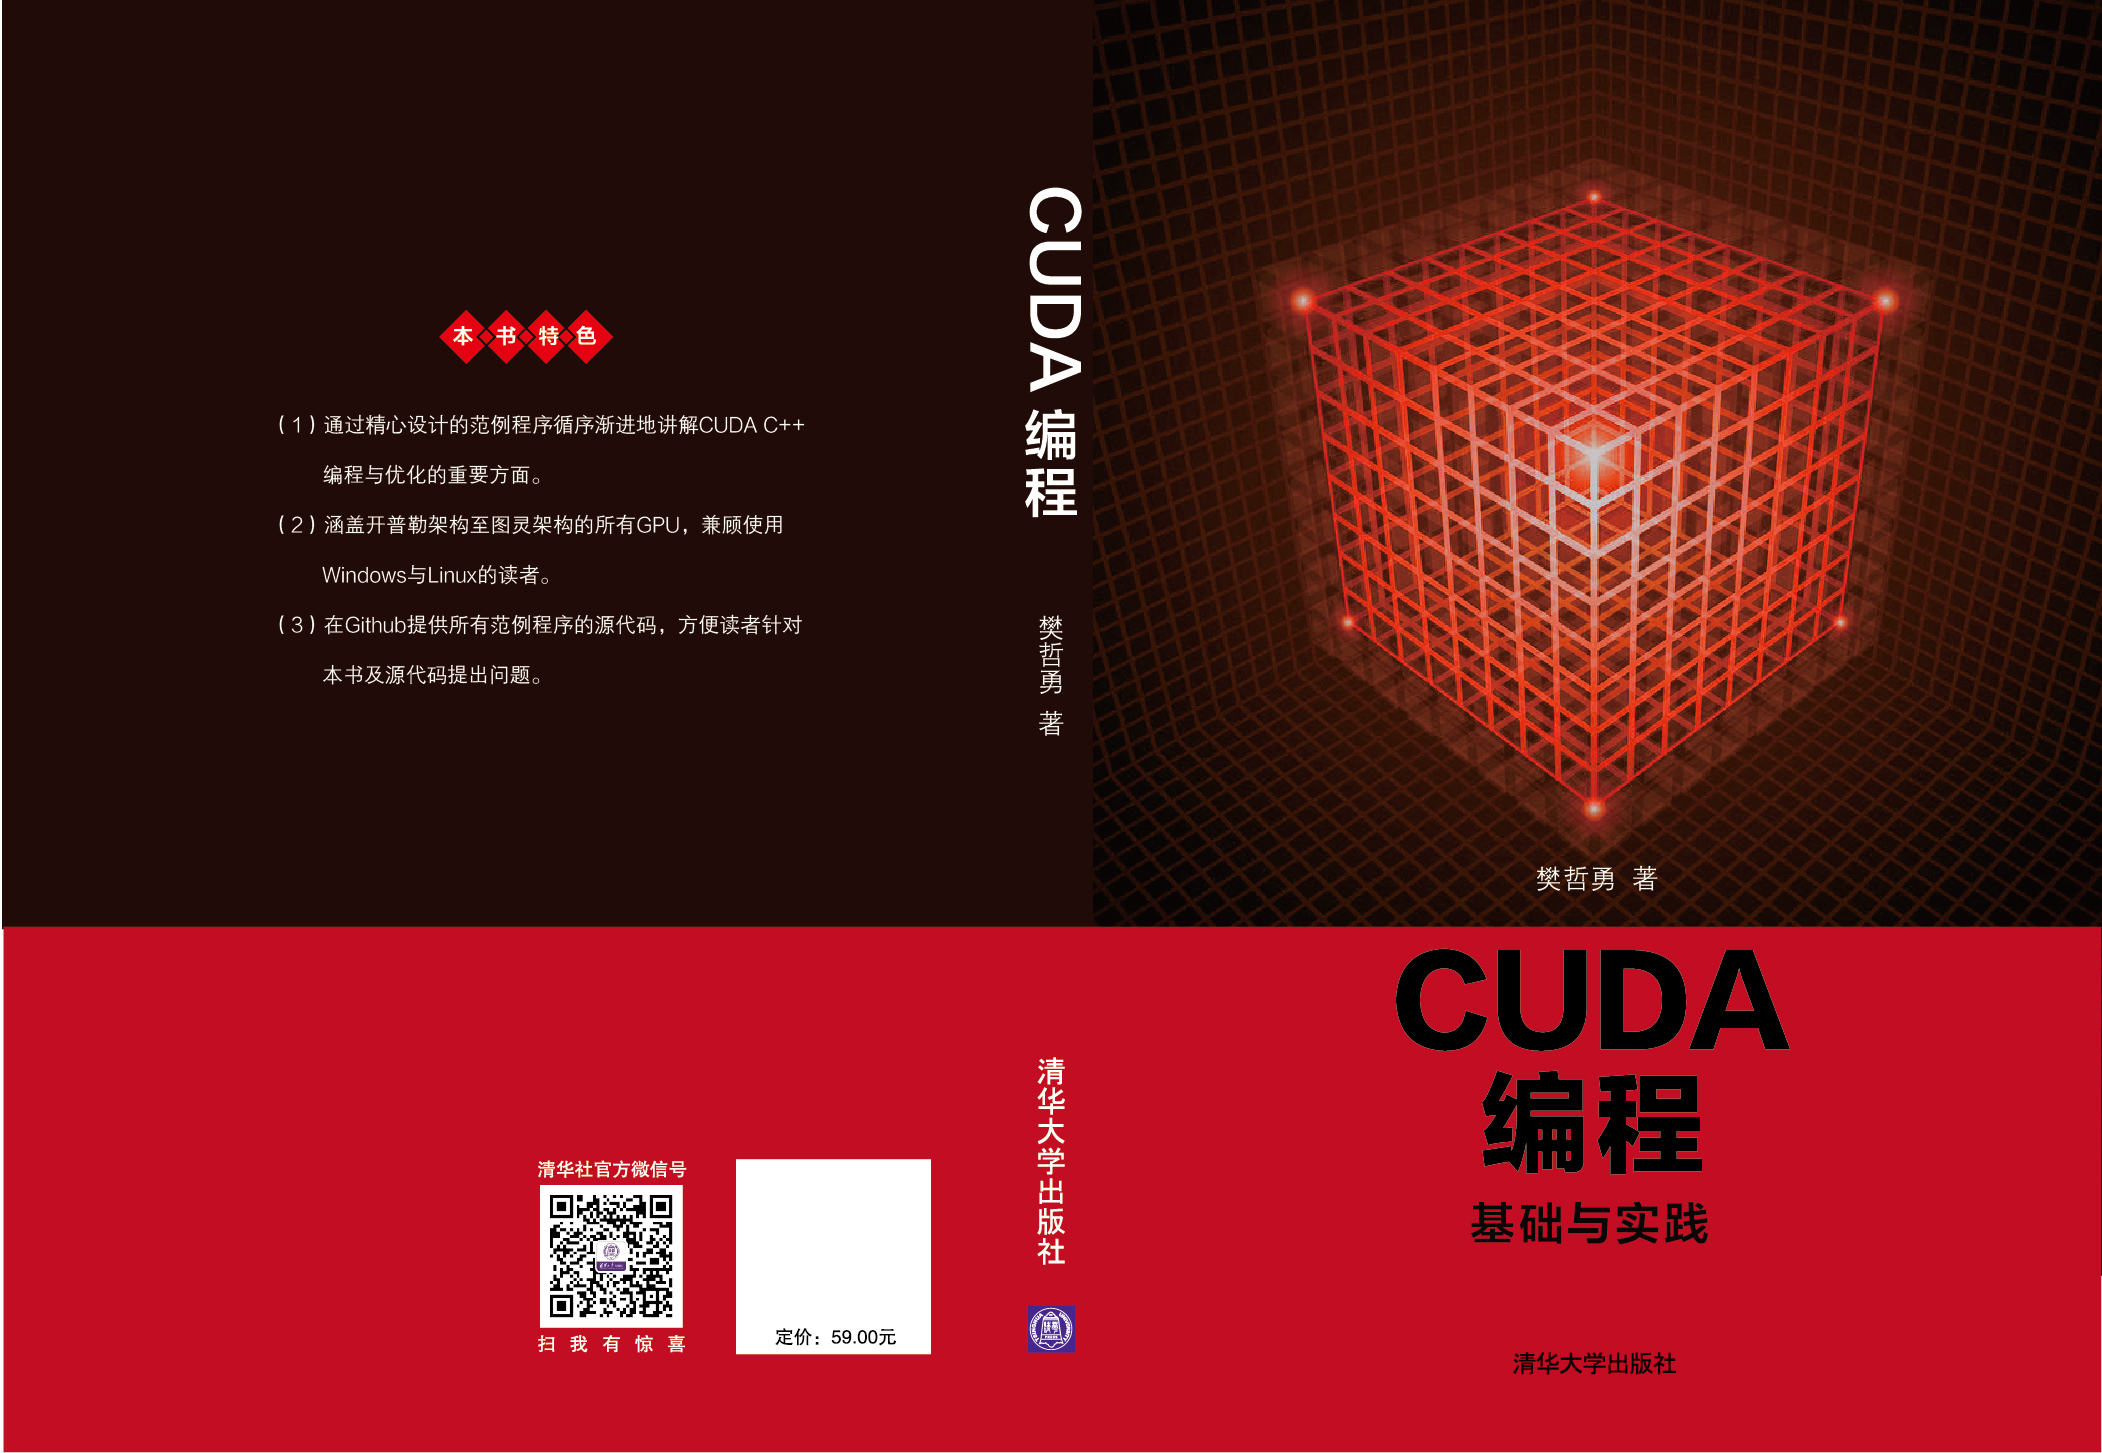 本书特色
（1）通过精心设计的范例程序循序渐进地讲解CUDA C++
编程与优化的重要方面。
（2）涵盖开普勒架构至图灵架构的所有GPU，兼顾使用
Windows与Linux的读者。
（3）在Github提供所有范例程序的源代码，方便读者针对
本书及源代码提出问题。
清华社官方微信号
扫我有惊喜
定价：59.00元
CUDA 编程
樊哲勇 著
清华大学出版社
樊哲勇 著
CUDA
编程
基础与实践
清华大学出版社